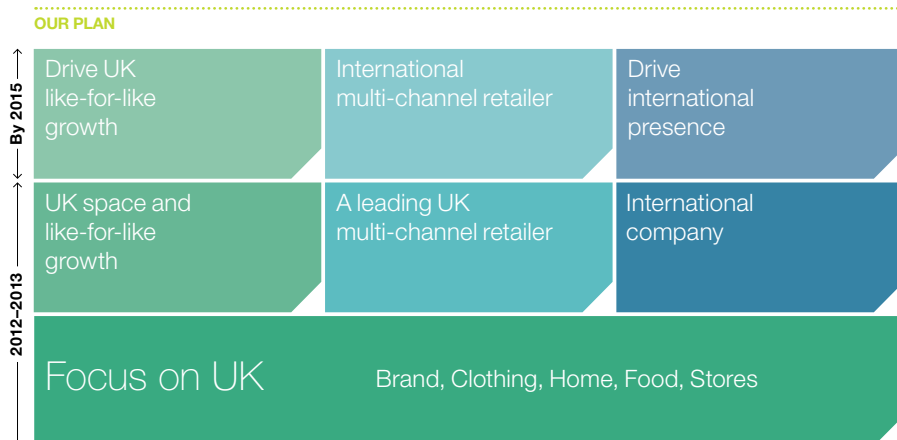 OUR PLAN
By 2015
Drive UK
like-for-like
growth
International
multi-channel retailer
Drive
international
presence
2012–2013
UK space and
like-for-like
growth
A leading UK
multi-channel retailer
International
company
Focus on UK
Brand, Clothing, Home, Food, Stores